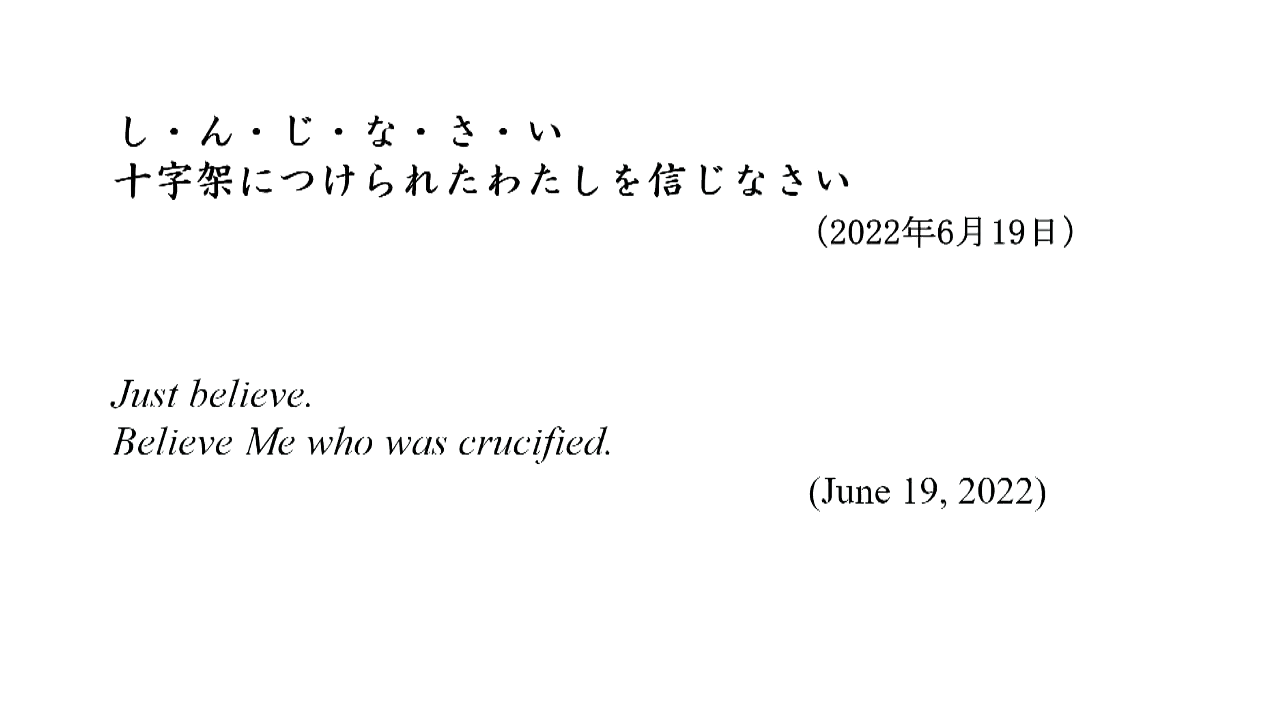 し・ん・じ・な・さ・い
十字架につけられたわたしを信じなさい
（2022年6月19日）
Just believe.
Believe Me who was crucified.
(June 19, 2022)